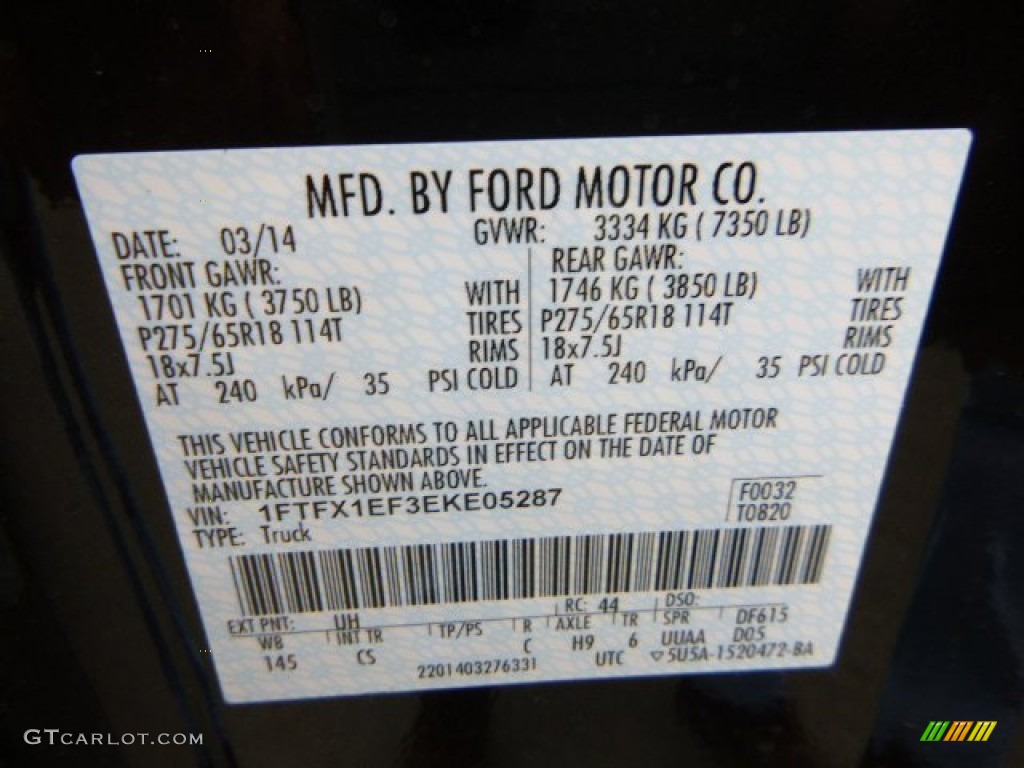 MFD. BY FORD MOTOR CO.
DATE: 03/14 GVWR: 3334 KG ( 7350 LB)
FRONT GAWR: REAR GAWR:
1701 KG ( 3750 LB) WITH 1746 KG ( 3850 LB) WITH
P275/65R18 114T TIRES P275/65R18 114T TIRES
18x7.5J RIMS 18x7.5J RIMS
AT 240 kPa/ 35 PSI COLD AT 240 kPa/ 35 PSI COLD
THIS VEHICLE CONFORMS TO ALL APPLICABLE FEDERAL MOTOR
VEHICLE SAFETY STANDARDS IN EFFECT ON THE DATE OF
MANUFACTURE SHOWN ABOVE.
VIN: 1FTFX1EF3EKE05287 F0032
TYPE: Truck T0820
EXT PNT: UH RC: 44 DSO:
WB INT TR TP/PS R AXLE TR SPR DF615
145 CS C H9 6 UUAA D05
2201403276331 UTC ▽5U5A-1520472-BA
GTCARLOT.COM